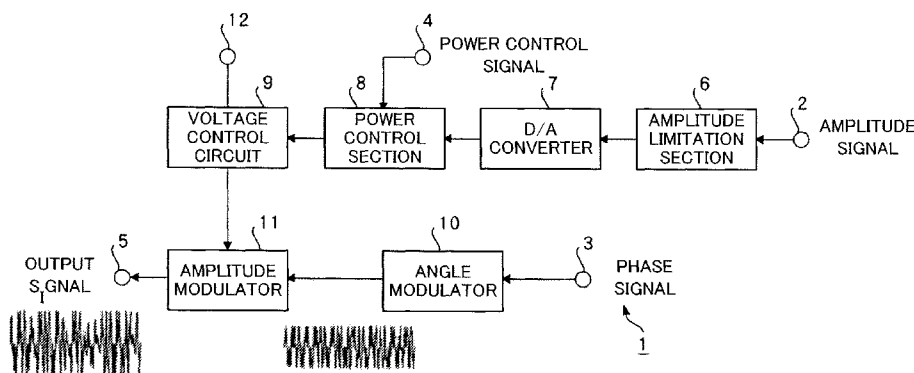 12
4
POWER CONTROL
SIGNAL
9
8
7
6
2
VOLTAGE
CONTROL
CIRCUIT
POWER
CONTROL
SECTION
D/A
CONVERTER
AMPLITUDE
LIMITATION
SECTION
AMPLITUDE
SIGNAL
5
11
10
3
OUTPUT
SIGNAL
AMPLITUDE
MODULATOR
ANGLE
MODULATOR
PHASE
SIGNAL
1